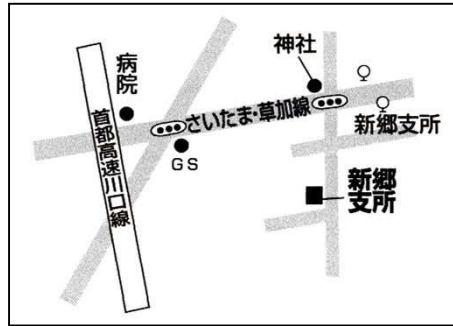 神社
病院
さいたま・草加線
新郷支所
GS
首都高速川口線
新郷
支所